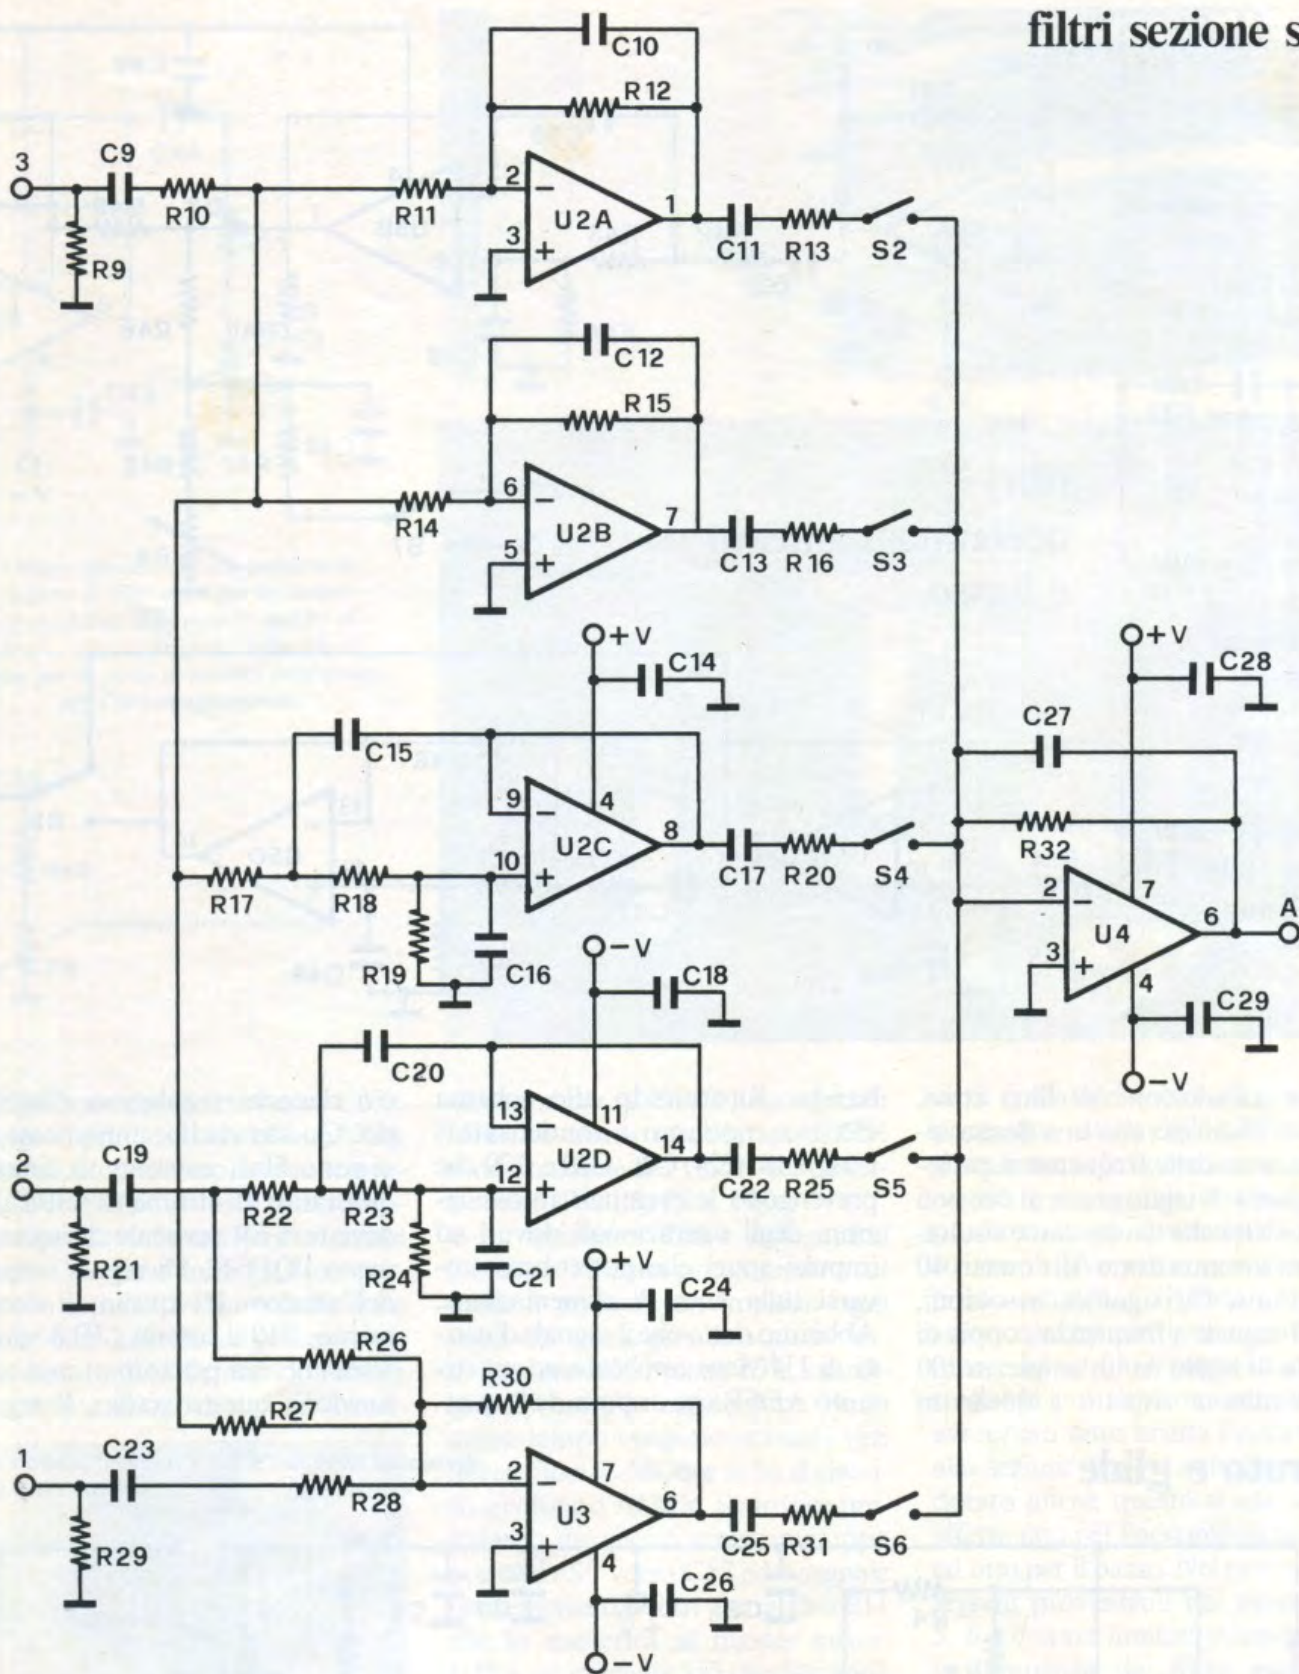 filtri sezione s
C10
R12
3
C9
R10
R11
2
−
U2A
1
3
+
R9
C11
R13
S2
C12
R15
R14
6
−
U2B
7
5
+
C13
R16
S3
+V
C14
C15
9
−
4
U2C
8
10
+
R17
R18
C17
R20
S4
R19
C16
−V
C18
+V
C28
C27
R32
2
−
7
U4
6
A
3
+
4
C29
−V
C20
13
−
11
U2D
14
12
+
2
C19
R22
R23
C22
R25
S5
R21
R24
C21
+V
C24
R26
R30
R27
1
C23
R28
2
−
7
U3
6
3
+
4
C25
R31
S6
R29
C26
−V